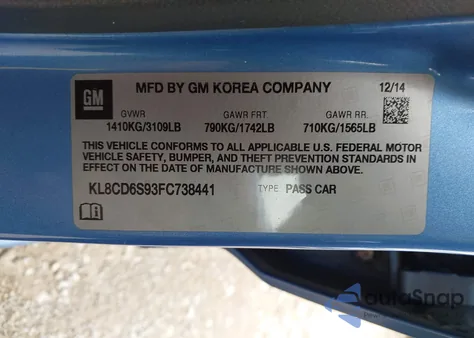 GM
MFD BY GM KOREA COMPANY
12/14
GVWR GAWR FRT. GAWR RR.
1410KG/3109LB 790KG/1742LB 710KG/1565LB
THIS VEHICLE CONFORMS TO ALL APPLICABLE U.S. FEDERAL MOTOR
VEHICLE SAFETY, BUMPER, AND THEFT PREVENTION STANDARDS IN
EFFECT ON THE DATE OF MANUFACTURE SHOWN ABOVE.
KL8CD6S93FC738441 TYPE PASS CAR
AutoSnap